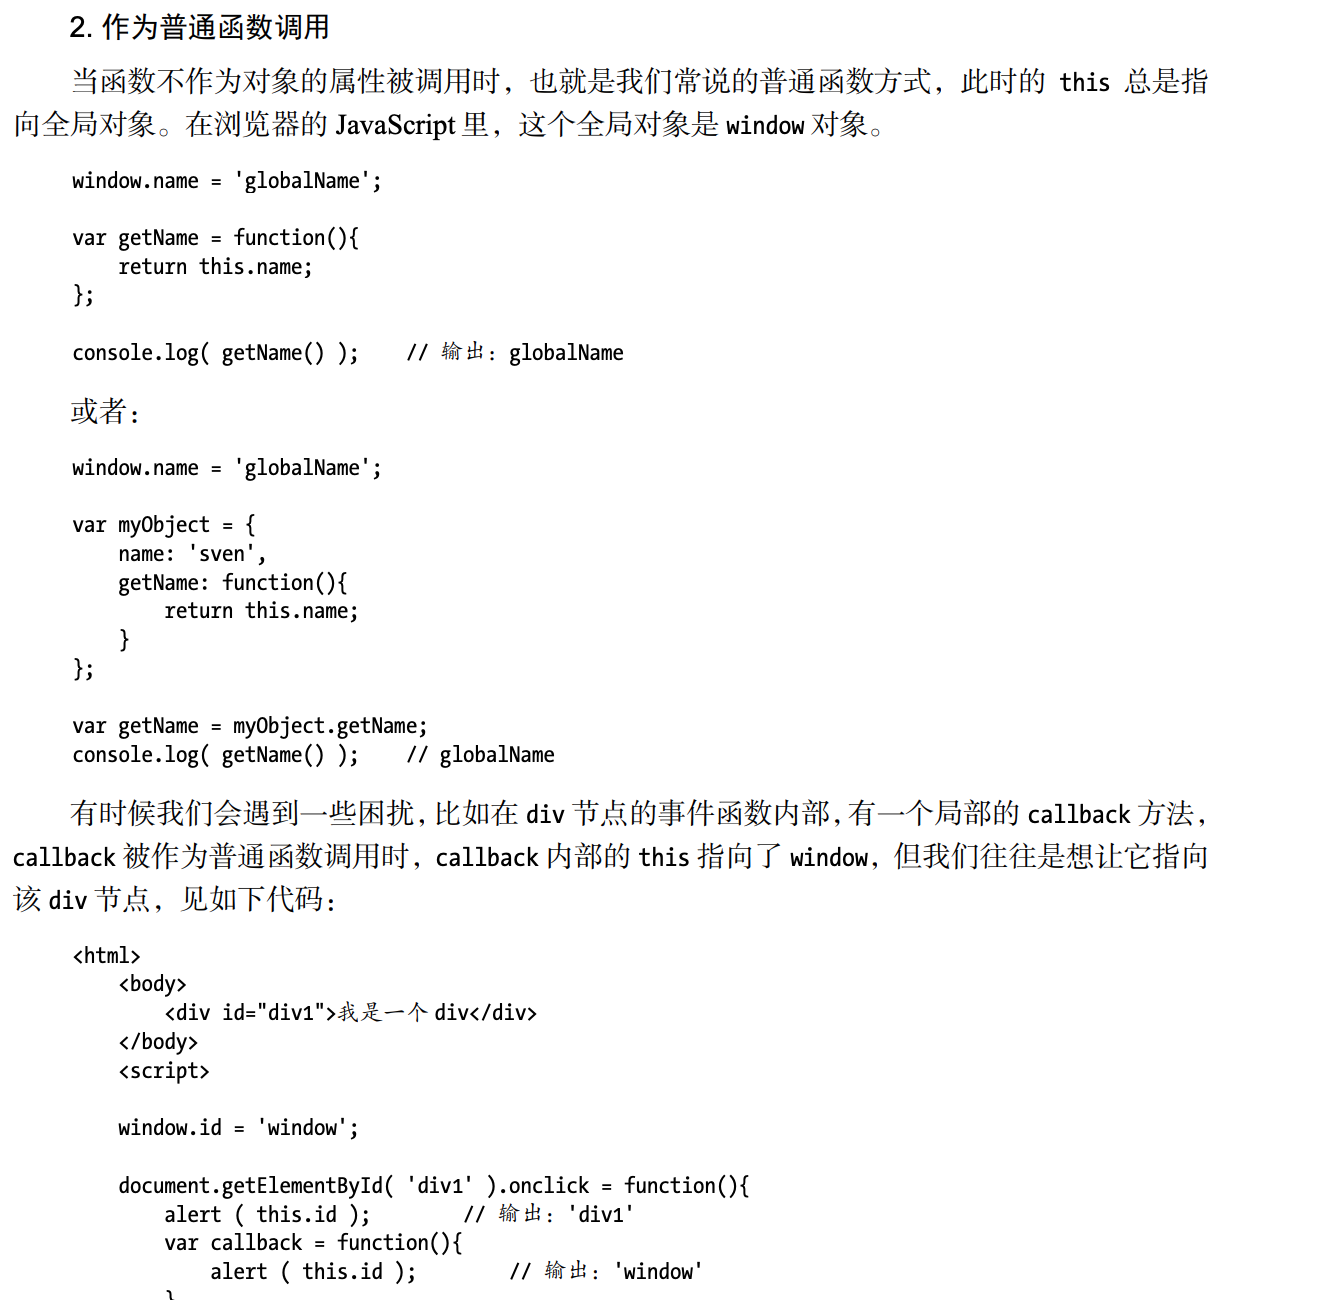 2. 作为普通函数调用
当函数不作为对象的属性被调用时，也就是我们常说的普通函数方式，此时的 this 总是指
向全局对象。在浏览器的 JavaScript 里，这个全局对象是 window 对象。
window.name = 'globalName';
var getName = function(){
    return this.name;
};
console.log( getName() );    // 输出：globalName
或者：
window.name = 'globalName';
var myObject = {
    name: 'sven',
    getName: function(){
        return this.name;
    }
};
var getName = myObject.getName;
console.log( getName() );    // globalName
有时候我们会遇到一些困扰，比如在 div 节点的事件函数内部，有一个局部的 callback 方法，
callback 被作为普通函数调用时，callback 内部的 this 指向了 window，但我们往往是想让它指向
该 div 节点，见如下代码：
<html>
    <body>
        <div id="div1">我是一个 div</div>
    </body>
    <script>
    window.id = 'window';
    document.getElementById( 'div1' ).onclick = function(){
        alert ( this.id );        // 输出：'div1'
        var callback = function(){
            alert ( this.id );        // 输出：'window'
        }